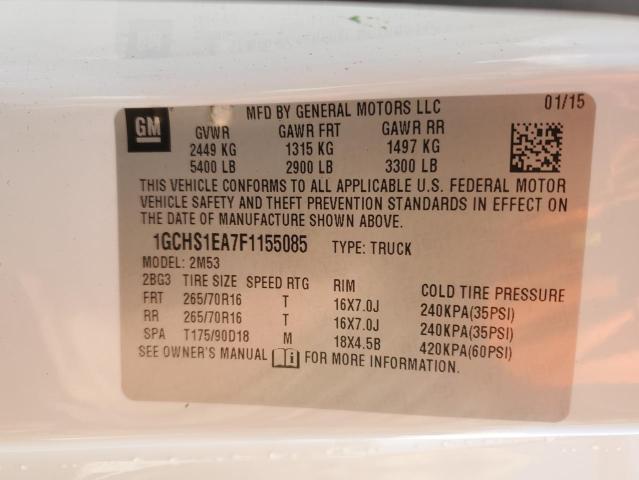 GM
MFD BY GENERAL MOTORS LLC 01/15
GVWR GAWR FRT GAWR RR
2449 KG 1315 KG 1497 KG
5400 LB 2900 LB 3300 LB
THIS VEHICLE CONFORMS TO ALL APPLICABLE U.S. FEDERAL MOTOR
VEHICLE SAFETY AND THEFT PREVENTION STANDARDS IN EFFECT ON
THE DATE OF MANUFACTURE SHOWN ABOVE.
1GCHS1EA7F1155085 TYPE: TRUCK
MODEL: 2M53
2BG3 TIRE SIZE SPEED RTG RIM COLD TIRE PRESSURE
FRT 265/70R16 T 16X7.0J 240KPA(35PSI)
RR 265/70R16 T 16X7.0J 240KPA(35PSI)
SPA T175/90D18 M 18X4.5B 420KPA(60PSI)
SEE OWNER'S MANUAL i FOR MORE INFORMATION.